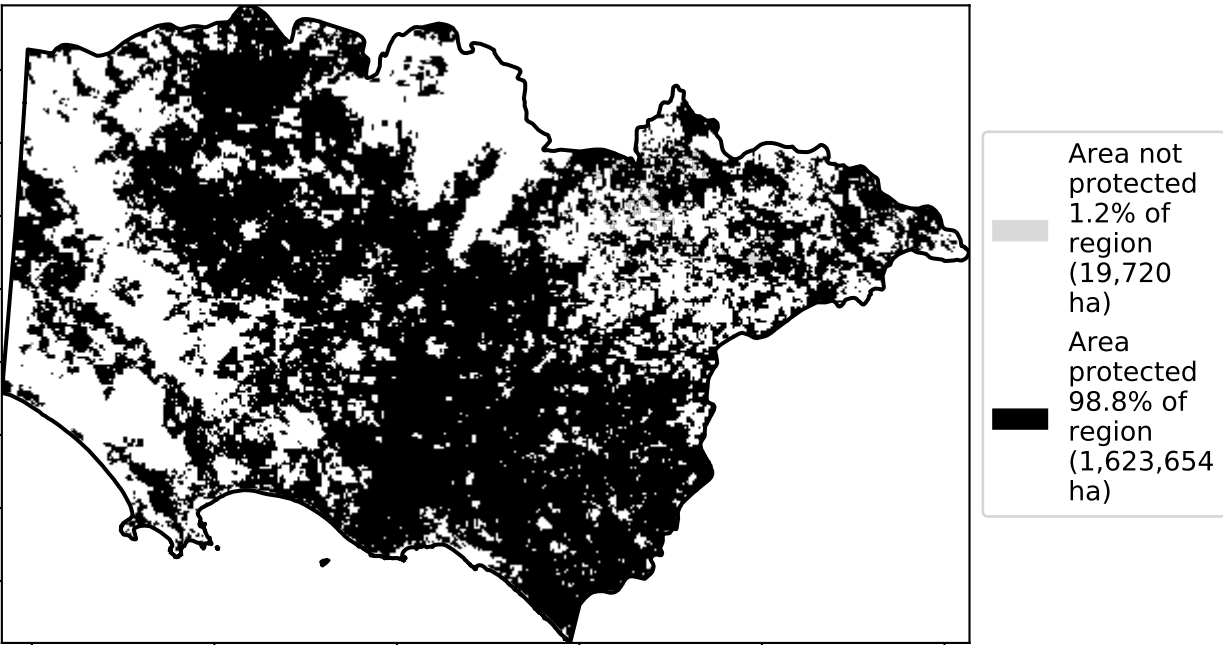 Area not
protected
1.2% of
region
(19,720
ha)
Area
protected
98.8% of
region
(1,623,654
ha)